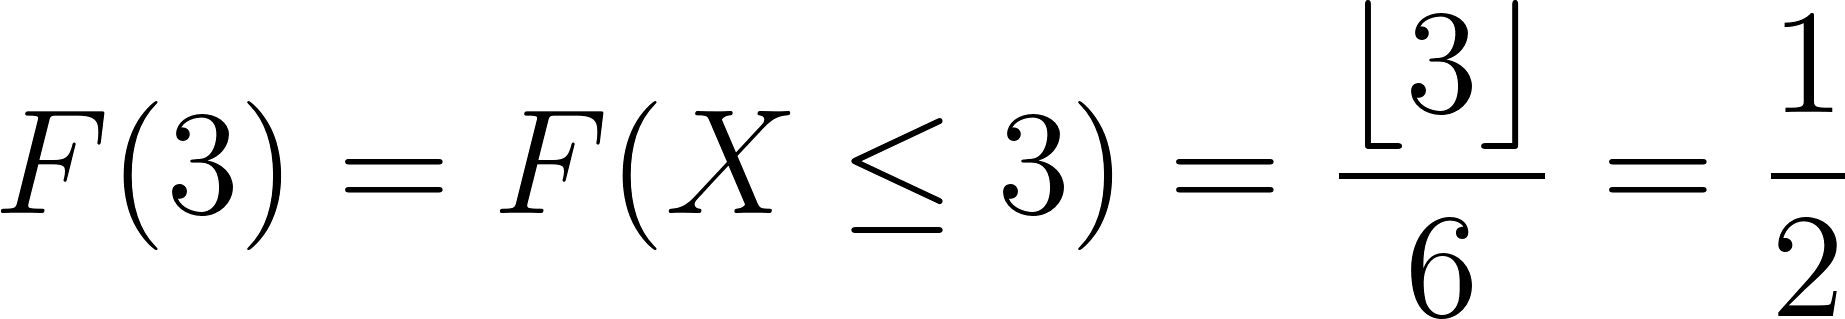 F(3) = F(X ≤ 3) = ⌊3⌋/6 = 1/2